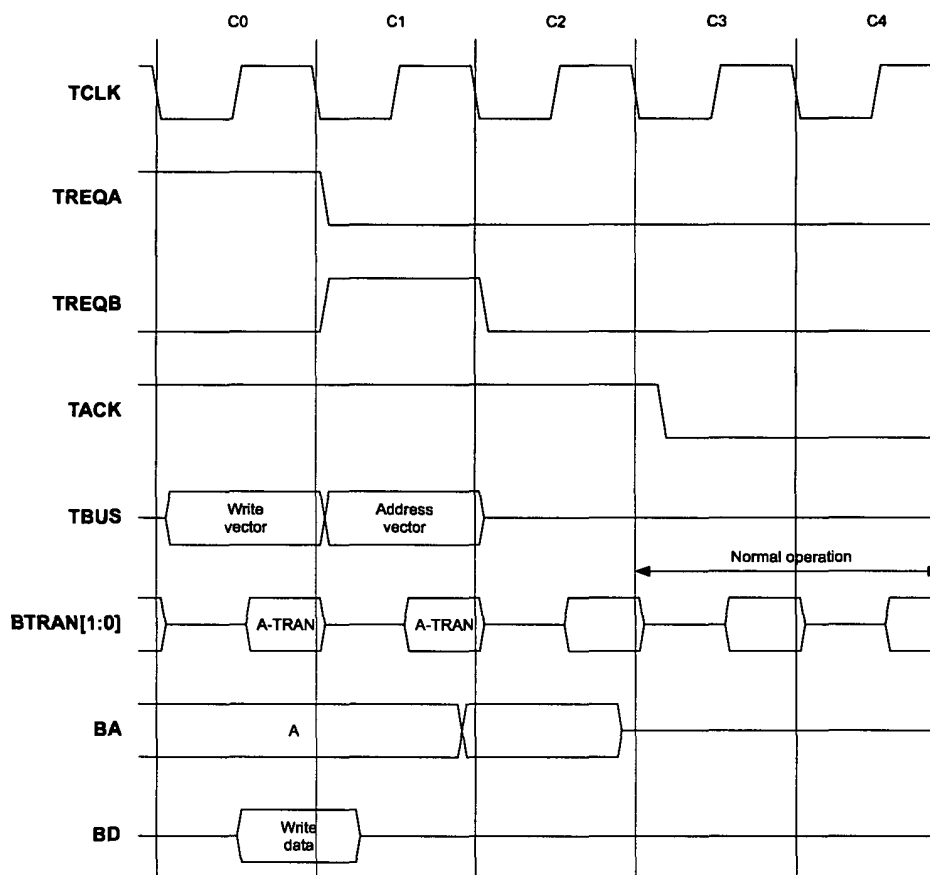 C0 C1 C2 C3 C4
TCLK
TREQA
TREQB
TACK
TBUS
Write
vector
Address
vector
Normal operation
BTRAN[1:0]
A-TRAN
A-TRAN
BA
A
BD
Write
data